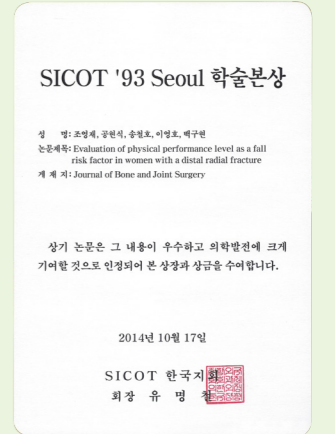 SICOT '93 Seoul 학술본상
성 명: 조영재, 공현식, 송철호, 이영호, 백구현
논문제목: Evaluation of physical performance level as a fall
risk factor in women with a distal radial fracture
게 재 지: Journal of Bone and Joint Surgery
상기 논문은 그 내용이 우수하고 의학발전에 크게
기여할 것으로 인정되어 본 상장과 상금을 수여합니다.
2014년 10월 17일
SICOT 한국지회
회장 유 명 철